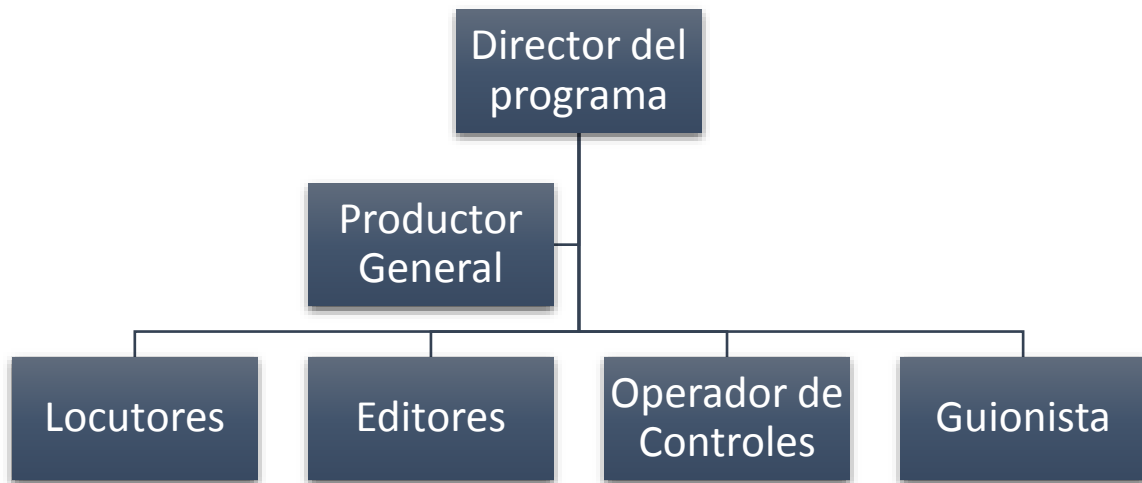 Director del
programa
Productor
General
Locutores
Editores
Operador de
Controles
Guionista